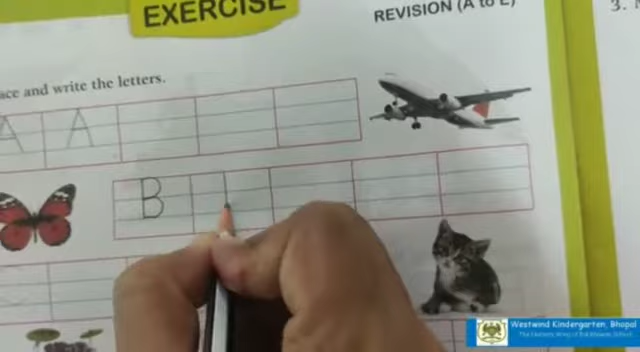 EXERCISE
REVISION (A to E)
3.
ace and write the letters.
A A
B
Westwind Kindergarten, Bhopal